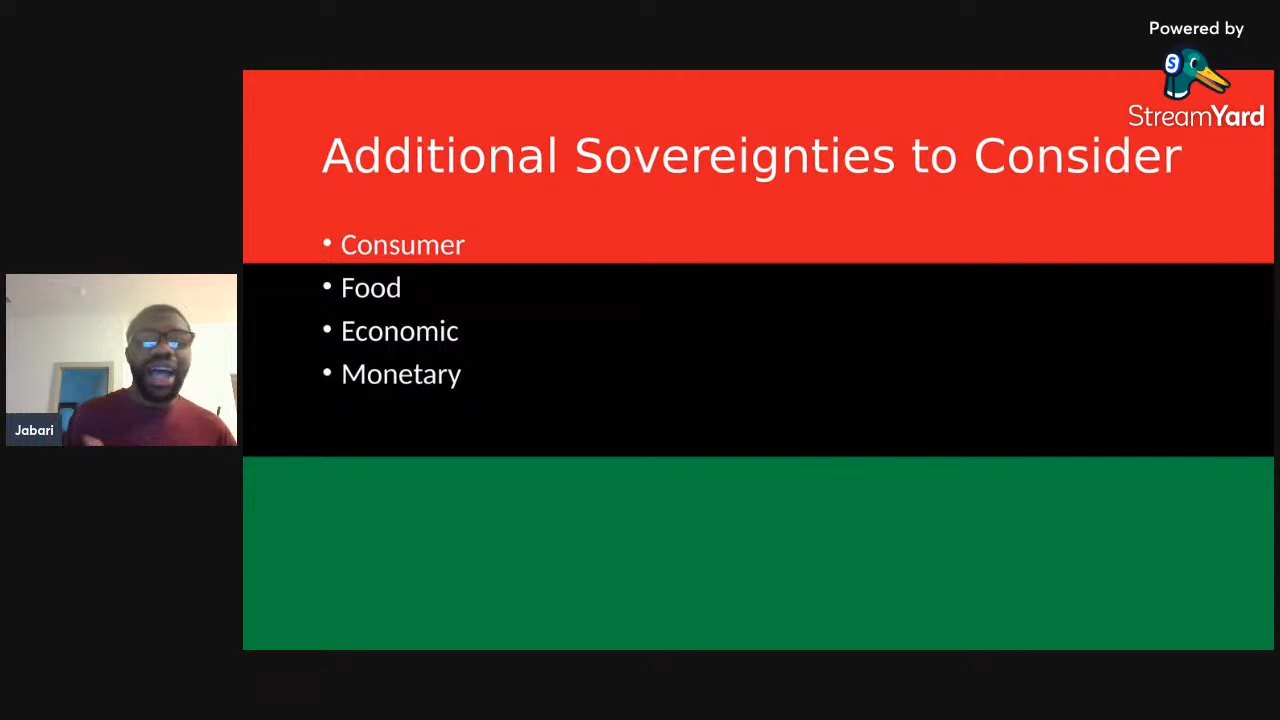 Powered by
S
StreamYard
Additional Sovereignties to Consider
• Consumer
• Food
• Economic
• Monetary
Jabari